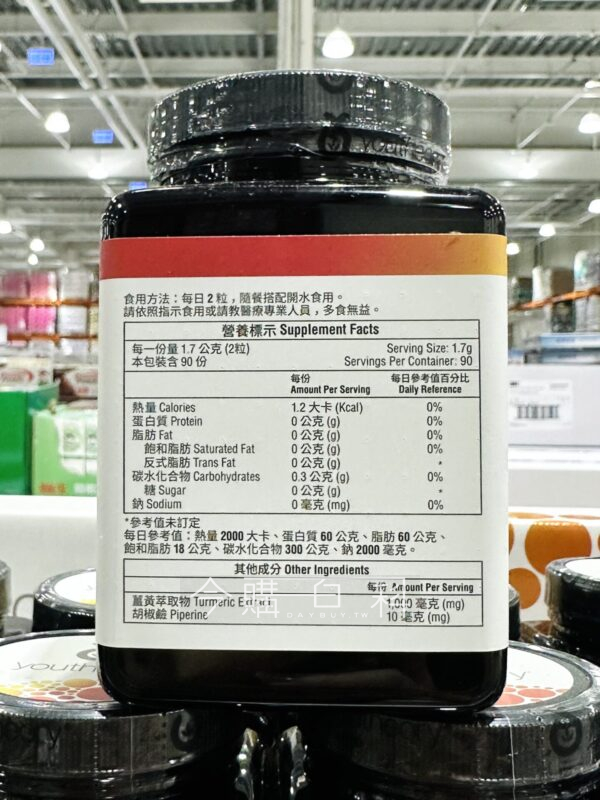 食用方法：每日2粒，隨餐搭配開水食用。
請依照指示食用或請教醫療專業人員，多食無益。
營養標示 Supplement Facts
每一份量 1.7 公克 (2粒) Serving Size: 1.7g
本包裝含 90 份 Servings Per Container: 90
每份 每日參考值百分比
Amount Per Serving Daily Reference
熱量 Calories 1.2 大卡 (Kcal) 0%
蛋白質 Protein 0 公克 (g) 0%
脂肪 Fat 0 公克 (g) 0%
飽和脂肪 Saturated Fat 0 公克 (g) 0%
反式脂肪 Trans Fat 0 公克 (g) *
碳水化合物 Carbohydrates 0.3 公克 (g) 0%
糖 Sugar 0 公克 (g) *
鈉 Sodium 0 毫克 (mg) 0%
*參考值未訂定
每日參考值：熱量 2000 大卡、蛋白質 60 公克、脂肪 60 公克、
飽和脂肪 18 公克、碳水化合物 300 公克、鈉 2000 毫克。
其他成分 Other Ingredients
每份 Amount Per Serving
薑黃萃取物 Turmeric Extract 1,000 毫克 (mg)
胡椒鹼 Piperine 10 毫克 (mg)
DAYBUY.TW